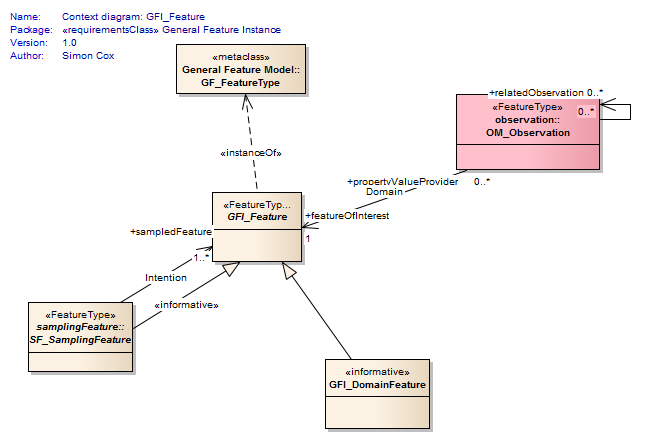 Name: Context diagram: GFI_Feature
Package: «requirementsClass» General Feature Instance
Version: 1.0
Author: Simon Cox
«metaclass»
General Feature Model::
GF_FeatureType
+relatedObservation 0..*
«FeatureType»
observation::
OM_Observation
0..*
«instanceOf»
+propertyValueProvider
0..*
Domain
«FeatureTyp...
GFI_Feature
+featureOfInterest
1
+sampledFeature
1..*
Intention
«informative»
«FeatureType»
samplingFeature::
SF_SamplingFeature
«informative»
GFI_DomainFeature